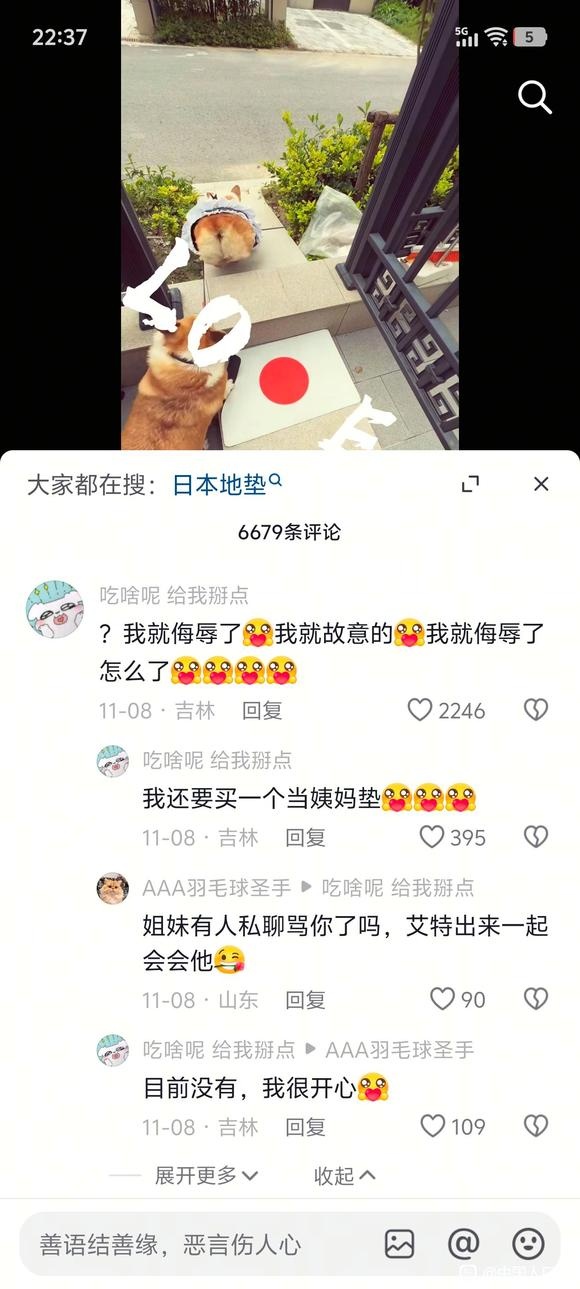 22:37
5G
5
LO
E
大家都在搜：日本地垫
6679条评论
吃啥呢 给我掰点
？我就侮辱了🥰我就故意的🥰我就侮辱了
怎么了🥰🥰🥰🥰
11-08 · 吉林 回复 2246
吃啥呢 给我掰点
我还要买一个当姨妈垫🥰🥰🥰
11-08 · 吉林 回复 395
AAA羽毛球圣手 ▶ 吃啥呢 给我掰点
姐妹有人私聊骂你了吗，艾特出来一起
会会他
11-08 · 山东 回复 90
吃啥呢 给我掰点 ▶ AAA羽毛球圣手
目前没有，我很开心🥰
11-08 · 吉林 回复 109
展开更多 收起
善语结善缘，恶言伤人心